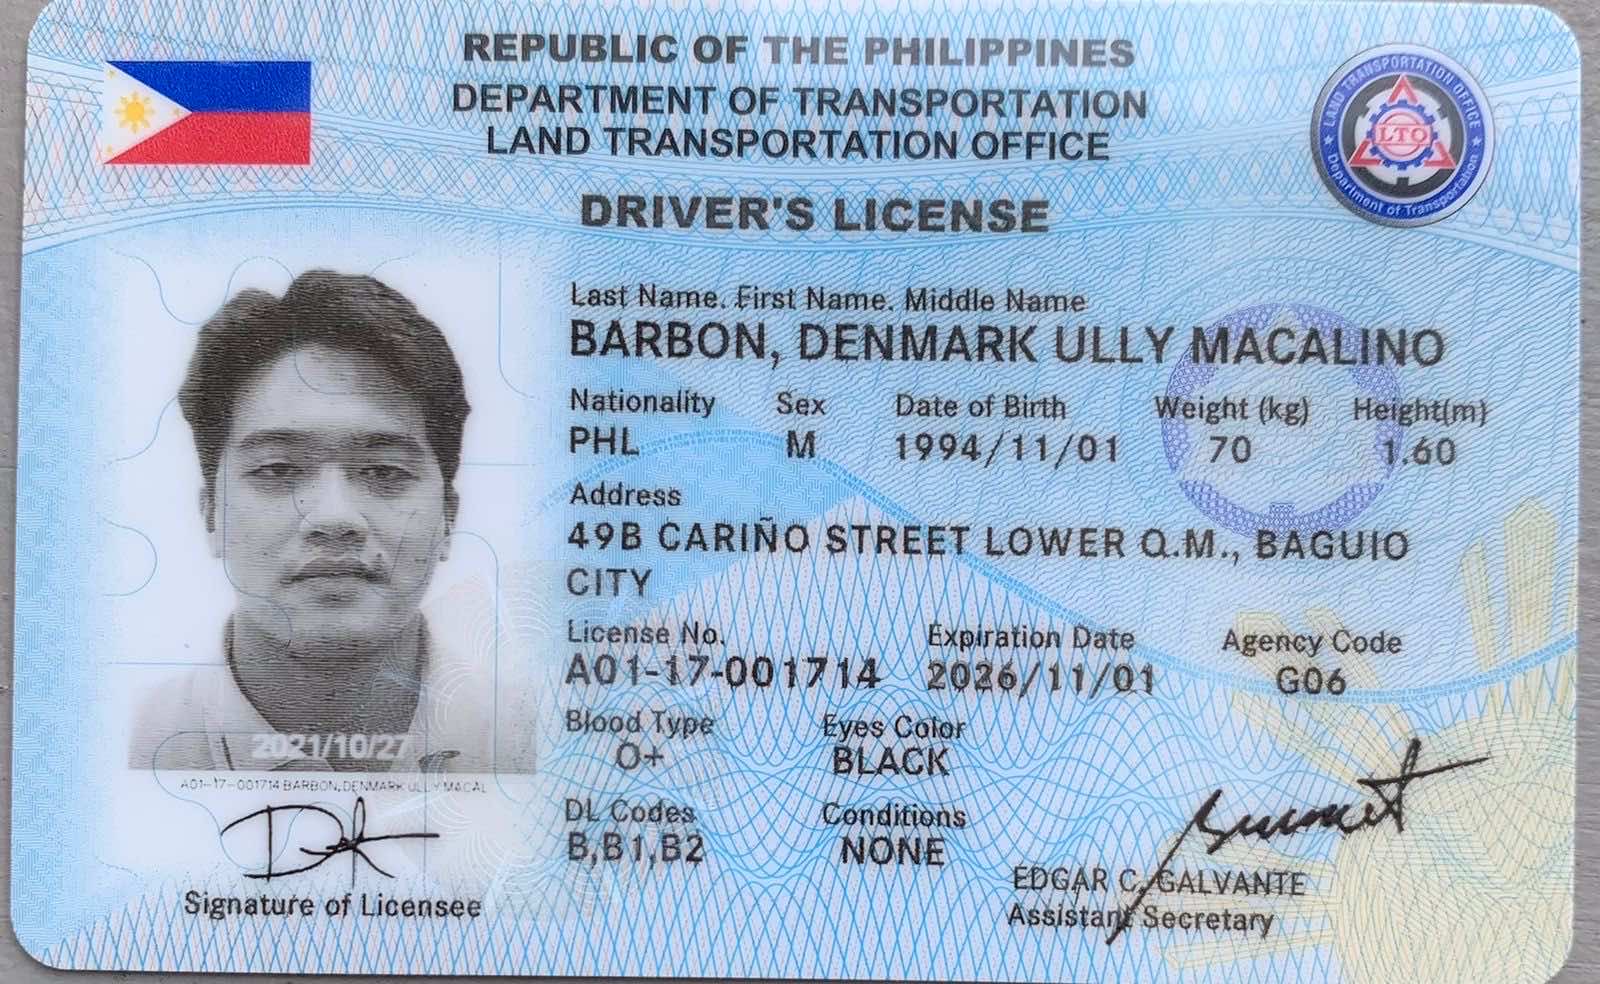 REPUBLIC OF THE PHILIPPINES
DEPARTMENT OF TRANSPORTATION
LAND TRANSPORTATION OFFICE
LAND TRANSPORTATION OFFICE
LTO
Department of Transportation
DRIVER'S LICENSE
Last Name, First Name, Middle Name
BARBON, DENMARK ULLY MACALINO
Nationality Sex Date of Birth Weight (kg) Height(m)
PHL M 1994/11/01 70 1.60
Address
49B CARIÑO STREET LOWER Q.M., BAGUIO
CITY
License No. Expiration Date Agency Code
A01-17-001714 2026/11/01 G06
Blood Type Eyes Color
O+ BLACK
DL Codes Conditions
B,B1,B2 NONE
2021/10/27
A01-17-001714 BARBON, DENMARK ULLY MACAL
Signature of Licensee
EDGAR C. GALVANTE
Assistant Secretary